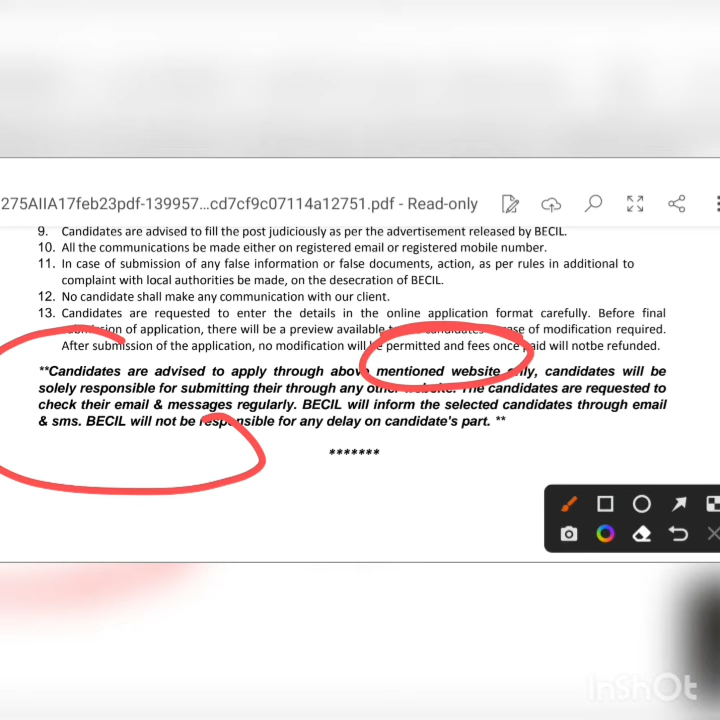 275AIIA17feb23pdf-139957...cd7cf9c07114a12751.pdf - Read-only
9. Candidates are advised to fill the post judiciously as per the advertisement released by BECIL.
10. All the communications be made either on registered email or registered mobile number.
11. In case of submission of any false information or false documents, action, as per rules in additional to
complaint with local authorities be made, on the desecration of BECIL.
12. No candidate shall make any communication with our client.
13. Candidates are requested to enter the details in the online application format carefully. Before final
submission of application, there will be a preview available candidates case of modification required.
After submission of the application, no modification will be permitted and fees once paid will notbe refunded.
**Candidates are advised to apply through above mentioned website only, candidates will be
solely responsible for submitting their through any other website. The candidates are requested to
check their email & messages regularly. BECIL will inform the selected candidates through email
& sms. BECIL will not be responsible for any delay on candidate's part. **
*******
InShOt